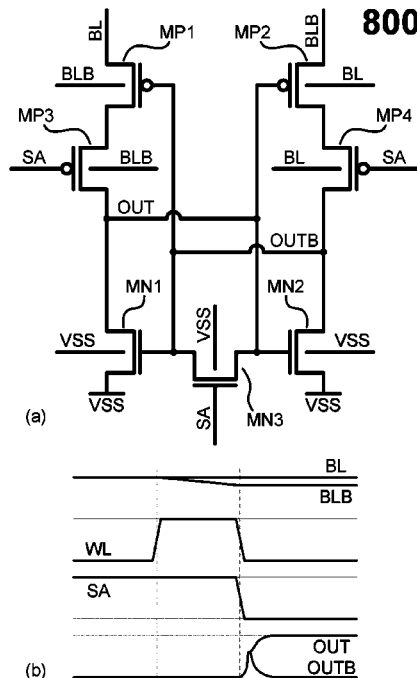 800
BL
BLB
MP1
MP2
BLB
BL
MP3
MP4
SA
BLB
BL
SA
OUT
OUTB
MN1
MN2
VSS
VSS
VSS
VSS
VSS
SA
MN3
(a)
BL
BLB
WL
SA
OUT
OUTB
(b)